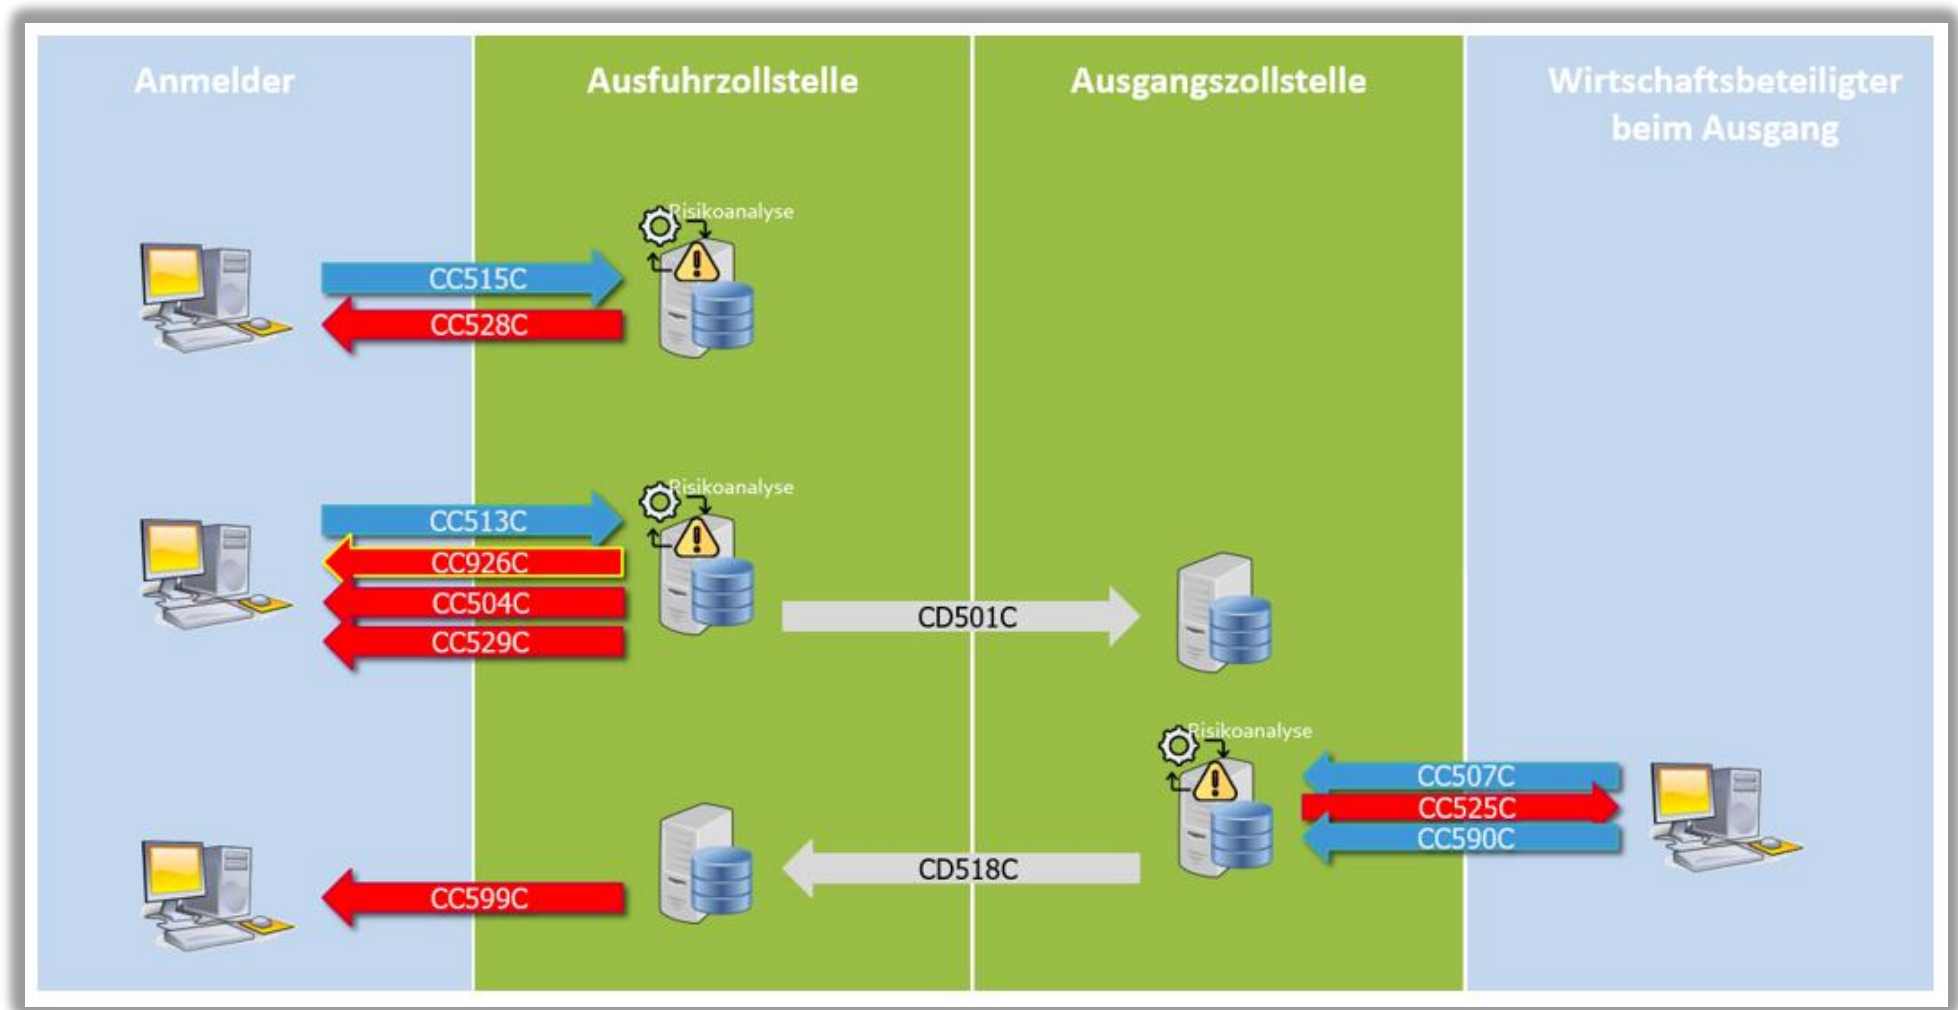 Anmelder
Ausfuhrzollstelle
Ausgangszollstelle
Wirtschaftsbeteiligter
beim Ausgang
Risikoanalyse
CC515C
CC528C
Risikoanalyse
CC513C
CC926C
CC504C
CC529C
CD501C
Risikoanalyse
CC507C
CC525C
CC590C
CD518C
CC599C